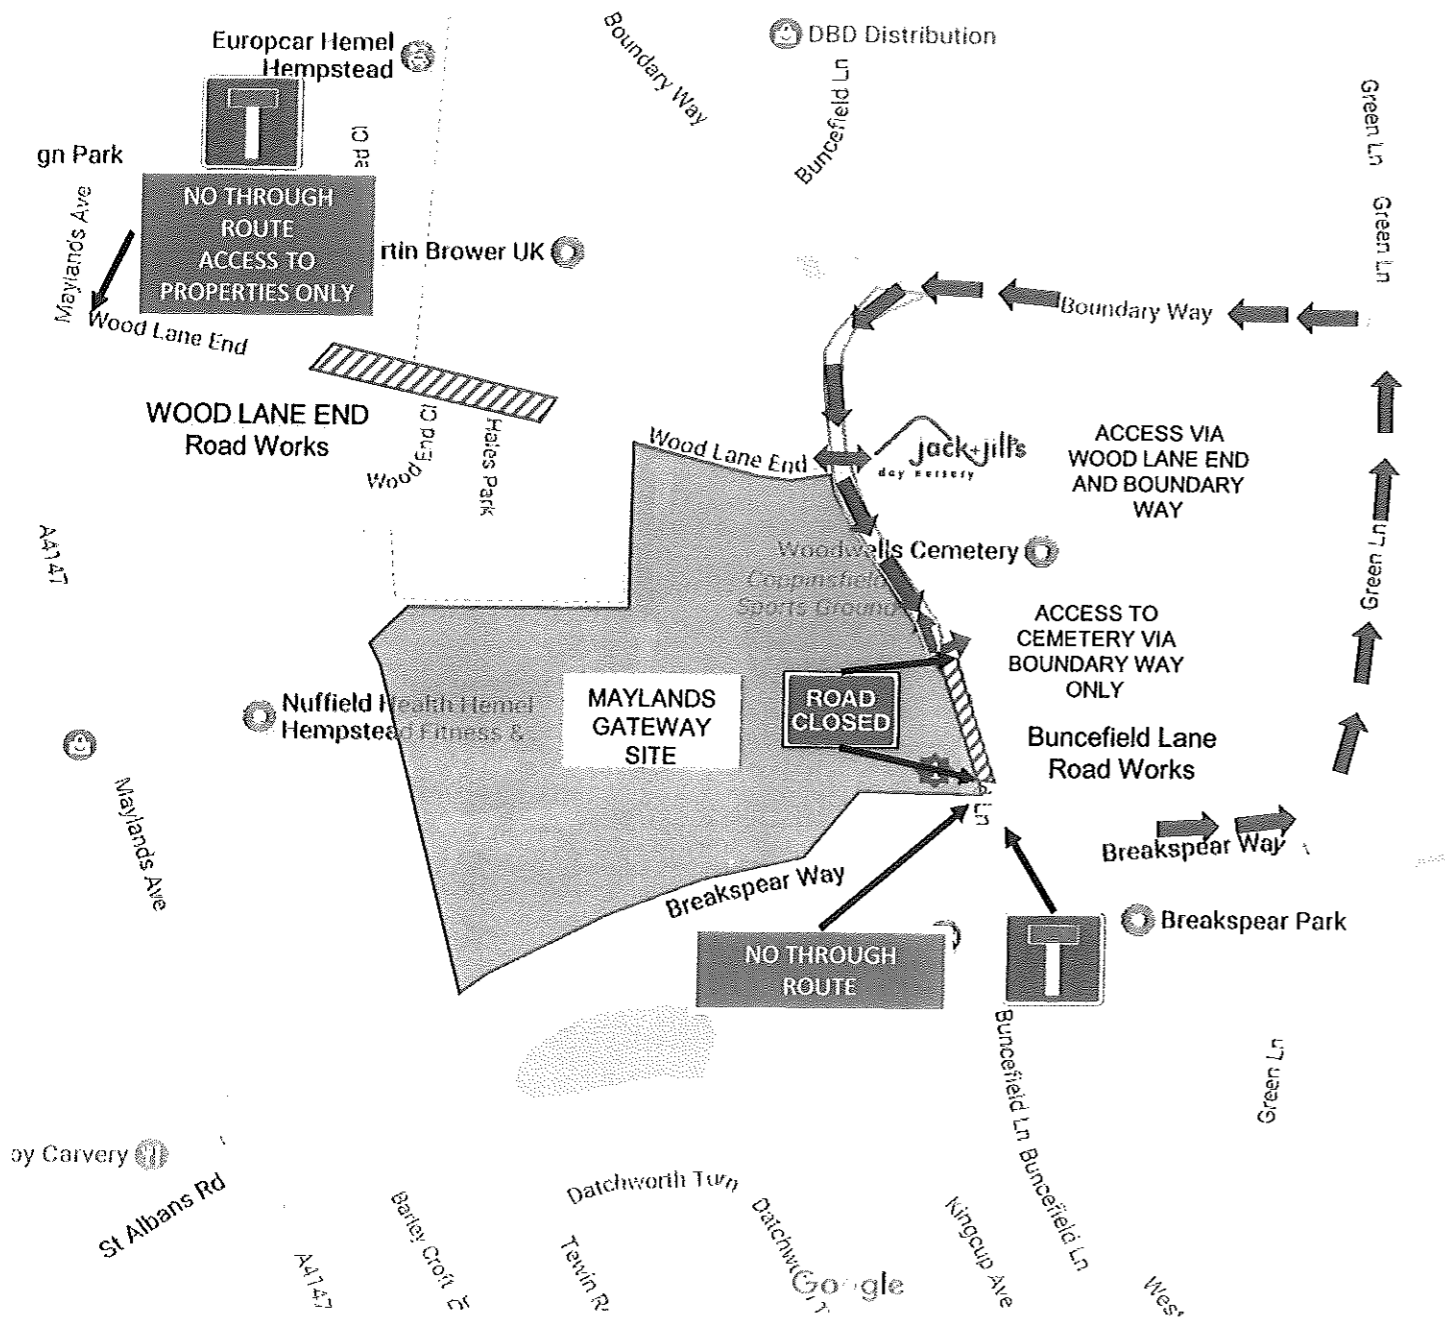 Europcar Hemel
Hempstead
Boundary Way
DBD Distribution
Buncefield Ln
Green Ln
gn Park
NO THROUGH
ROUTE
ACCESS TO
PROPERTIES ONLY
Maylands Ave
rtin Brower UK
Green Ln
Wood Lane End
Boundary Way
WOOD LANE END
Road Works
Wood End Cl
Hales Park
Wood Lane End
jack+jill's
day nursery
ACCESS VIA
WOOD LANE END
AND BOUNDARY
WAY
A4147
Woodwells Cemetery
Coppinsfield
Sports Ground
Green Ln
ACCESS TO
CEMETERY VIA
BOUNDARY WAY
ONLY
Nuffield Health Hemel
Hempstead Fitness &
MAYLANDS
GATEWAY
SITE
ROAD
CLOSED
Buncefield Lane
Road Works
Maylands Ave
Breakspear Way
Breakspear Way
NO THROUGH
ROUTE
Breakspear Park
Buncefield Ln
Green Ln
oy Carvery
St Albans Rd
Datchworth Turn
Buncefield Ln
A4147
Barley Croft
Tewin
Kingcup Ave
West
Google